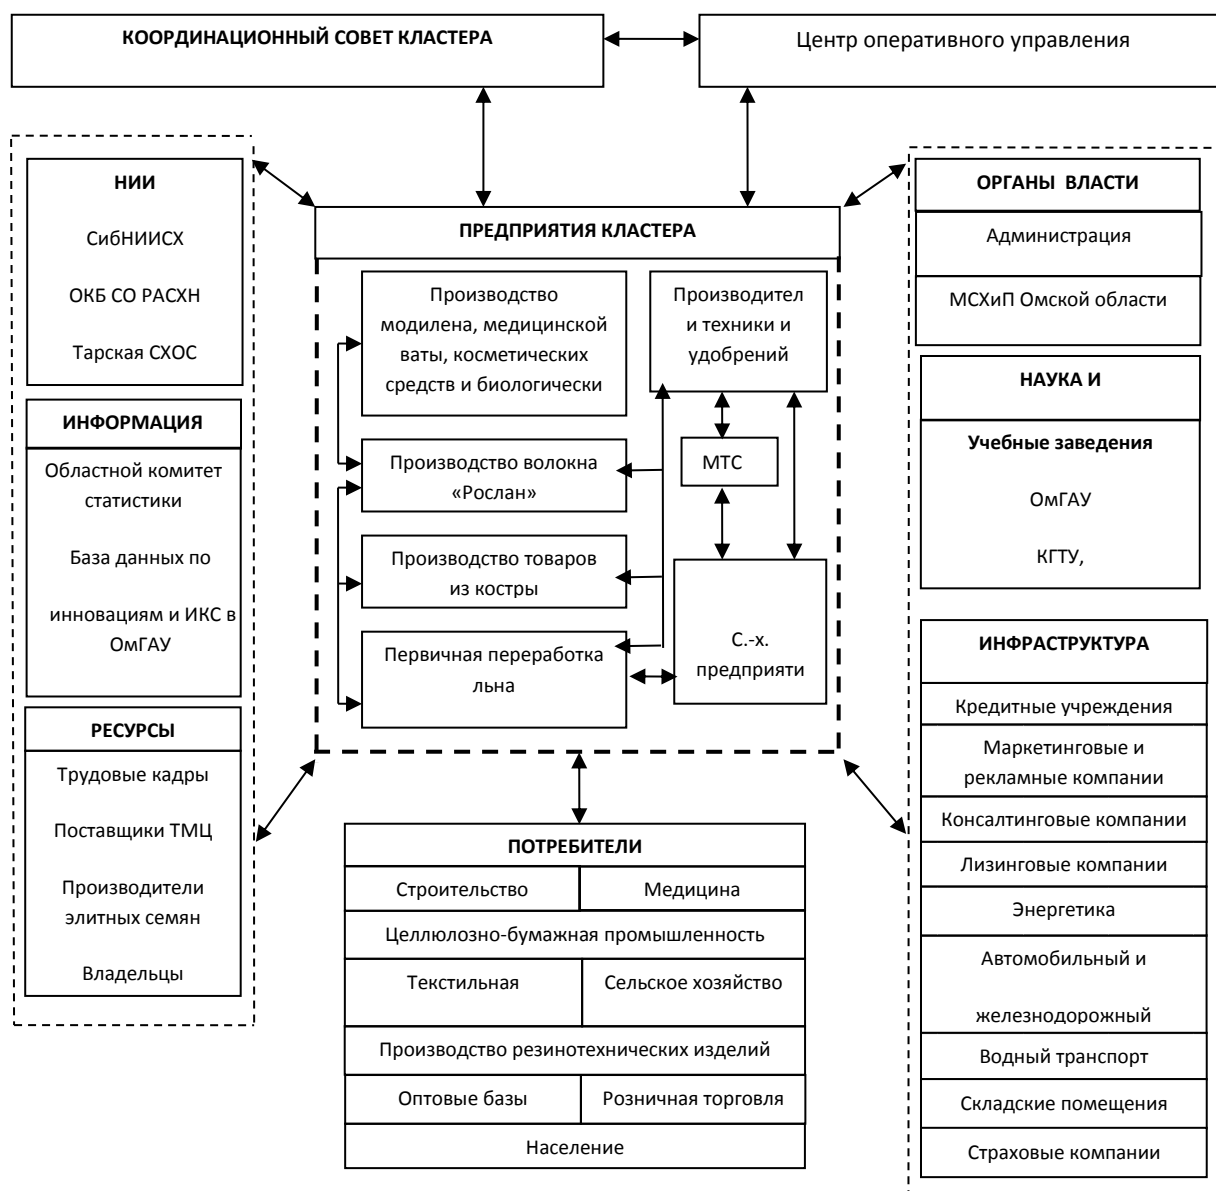 КООРДИНАЦИОННЫЙ СОВЕТ КЛАСТЕРА
Центр оперативного управления
НИИ
СибНИИСХ
ОКБ СО РАСХН
Тарская СХОС
ИНФОРМАЦИЯ
Областной комитет
статистики
База данных по
инновациям и ИКС в
ОмГАУ
РЕСУРСЫ
Трудовые кадры
Поставщики ТМЦ
Производители
элитных семян
Владельцы
ПРЕДПРИЯТИЯ КЛАСТЕРА
Производство
модилена, медицинской
ваты, косметических
средств и биологически
Производител
и техники и
удобрений
Производство волокна
«Рослан»
МТС
Производство товаров
из костры
Первичная переработка
льна
С.-х.
предприяти
ПОТРЕБИТЕЛИ
Строительство
Медицина
Целлюлозно-бумажная промышленность
Текстильная
Сельское хозяйство
Производство резинотехнических изделий
Оптовые базы
Розничная торговля
Население
ОРГАНЫ ВЛАСТИ
Администрация
МСХиП Омской области
НАУКА И
Учебные заведения
ОмГАУ
КГТУ,
ИНФРАСТРУКТУРА
Кредитные учреждения
Маркетинговые и
рекламные компании
Консалтинговые компании
Лизинговые компании
Энергетика
Автомобильный и
железнодорожный
Водный транспорт
Складские помещения
Страховые компании